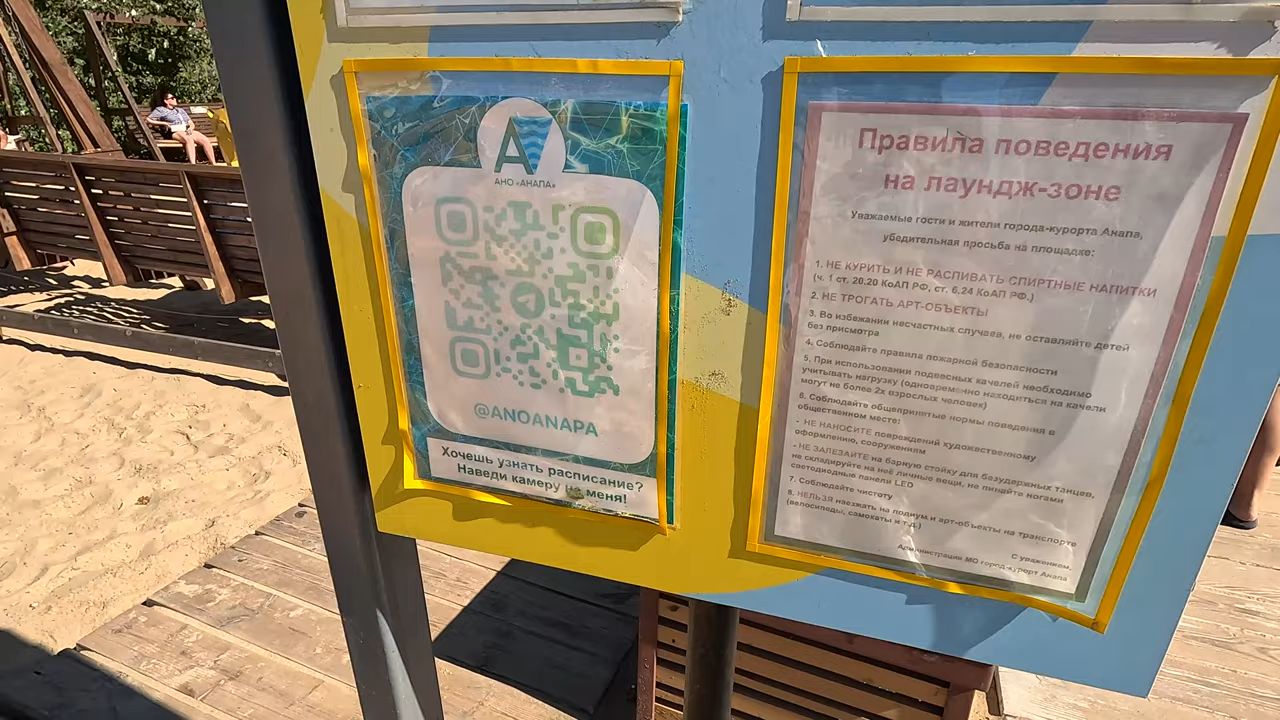 А
АНО «АНАПА»
@ANOANAPA
Хочешь узнать расписание?
Наведи камеру на меня!
Правила поведения
на лаундж-зоне
Уважаемые гости и жители города-курорта Анапа,
убедительная просьба на площадке:
1. НЕ КУРИТЬ И НЕ РАСПИВАТЬ СПИРТНЫЕ НАПИТКИ
(ч. 1 ст. 20.20 КоАП РФ, ст. 6.24 КоАП РФ.)
2. НЕ ТРОГАТЬ АРТ-ОБЪЕКТЫ
3. Во избежании несчастных случаев, не оставляйте детей
без присмотра
4. Соблюдайте правила пожарной безопасности
5. При использовании подвесных качелей необходимо
учитывать нагрузку (одновременно находиться на качели
могут не более 2х взрослых человек)
6. Соблюдайте общепринятые нормы поведения в
общественном месте:
- НЕ НАНОСИТЕ повреждений художественному
оформлению, сооружениям
- НЕ ЗАЛЕЗАЙТЕ на барную стойку для безудержных танцев,
не складируйте на неё личные вещи, не пинайте ногами
светодиодные панели LED
7. Соблюдайте чистоту
8. НЕЛЬЗЯ наезжать на подиум и арт-объекты на транспорте
(велосипеды, самокаты и т.д.)
С уважением,
Администрация МО город-курорт Анапа